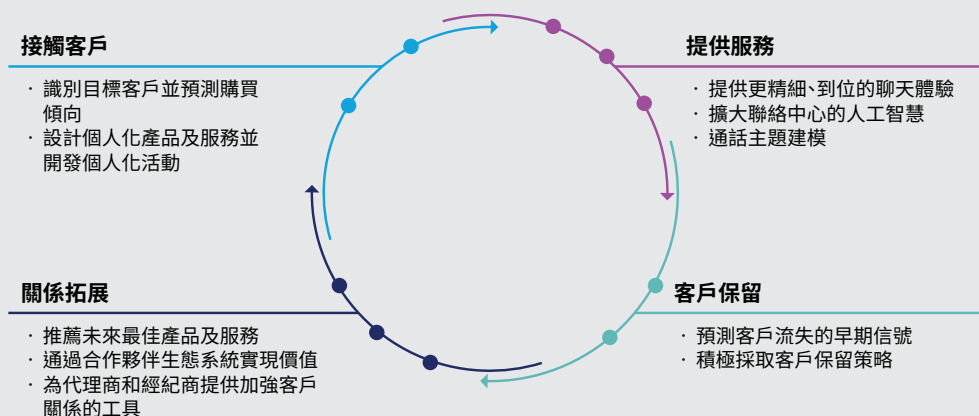 接觸客戶
· 識別目標客戶並預測購買
傾向
· 設計個人化產品及服務並
開發個人化活動
提供服務
· 提供更精細、到位的聊天體驗
· 擴大聯絡中心的人工智慧
· 通話主題建模
關係拓展
· 推薦未來最佳產品及服務
· 通過合作夥伴生態系統實現價值
· 為代理商和經紀商提供加強客戶
關係的工具
客戶保留
· 預測客戶流失的早期信號
· 積極採取客戶保留策略